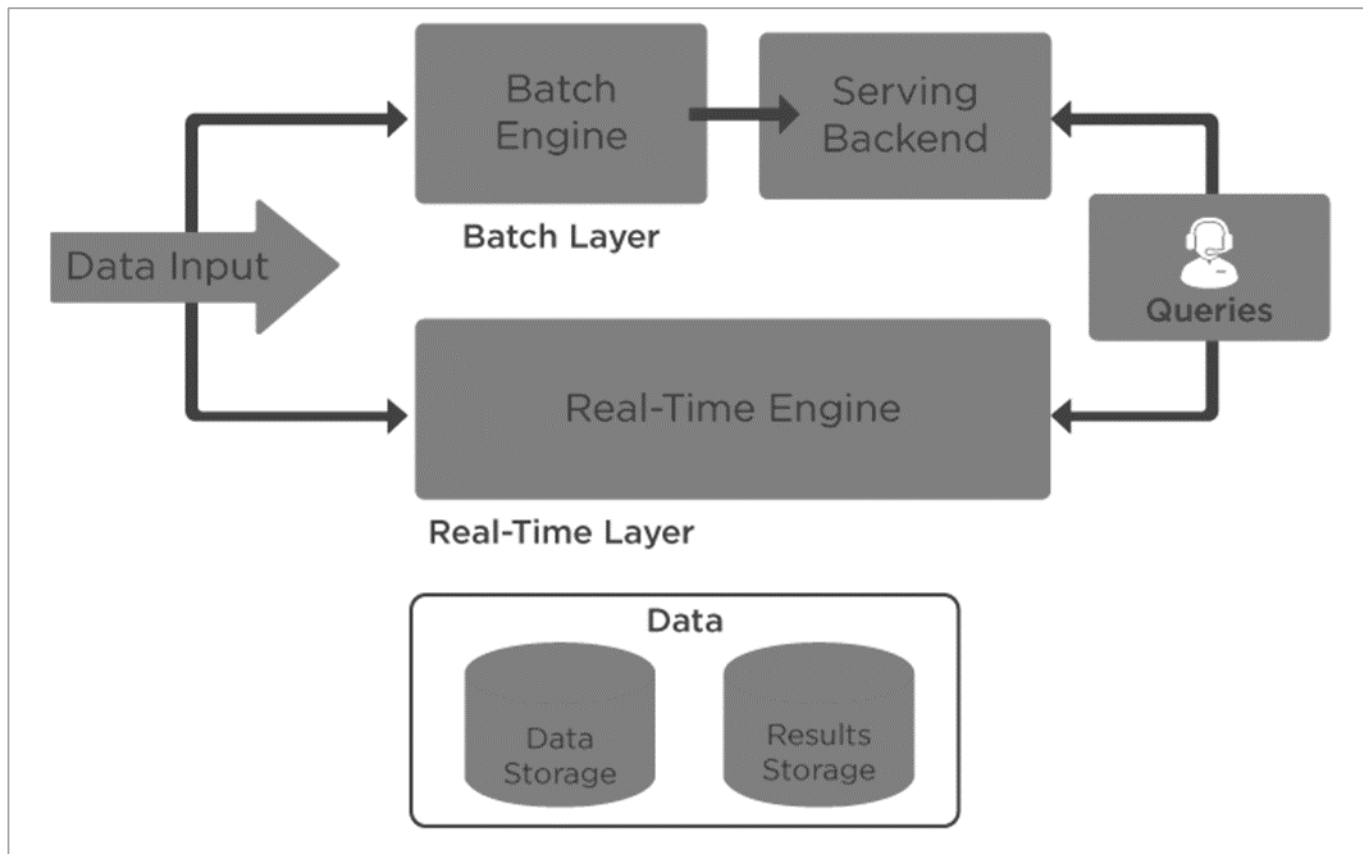 Batch
Engine
Serving
Backend
Batch Layer
Data Input
Queries
Real-Time Engine
Real-Time Layer
Data
Data
Storage
Results
Storage